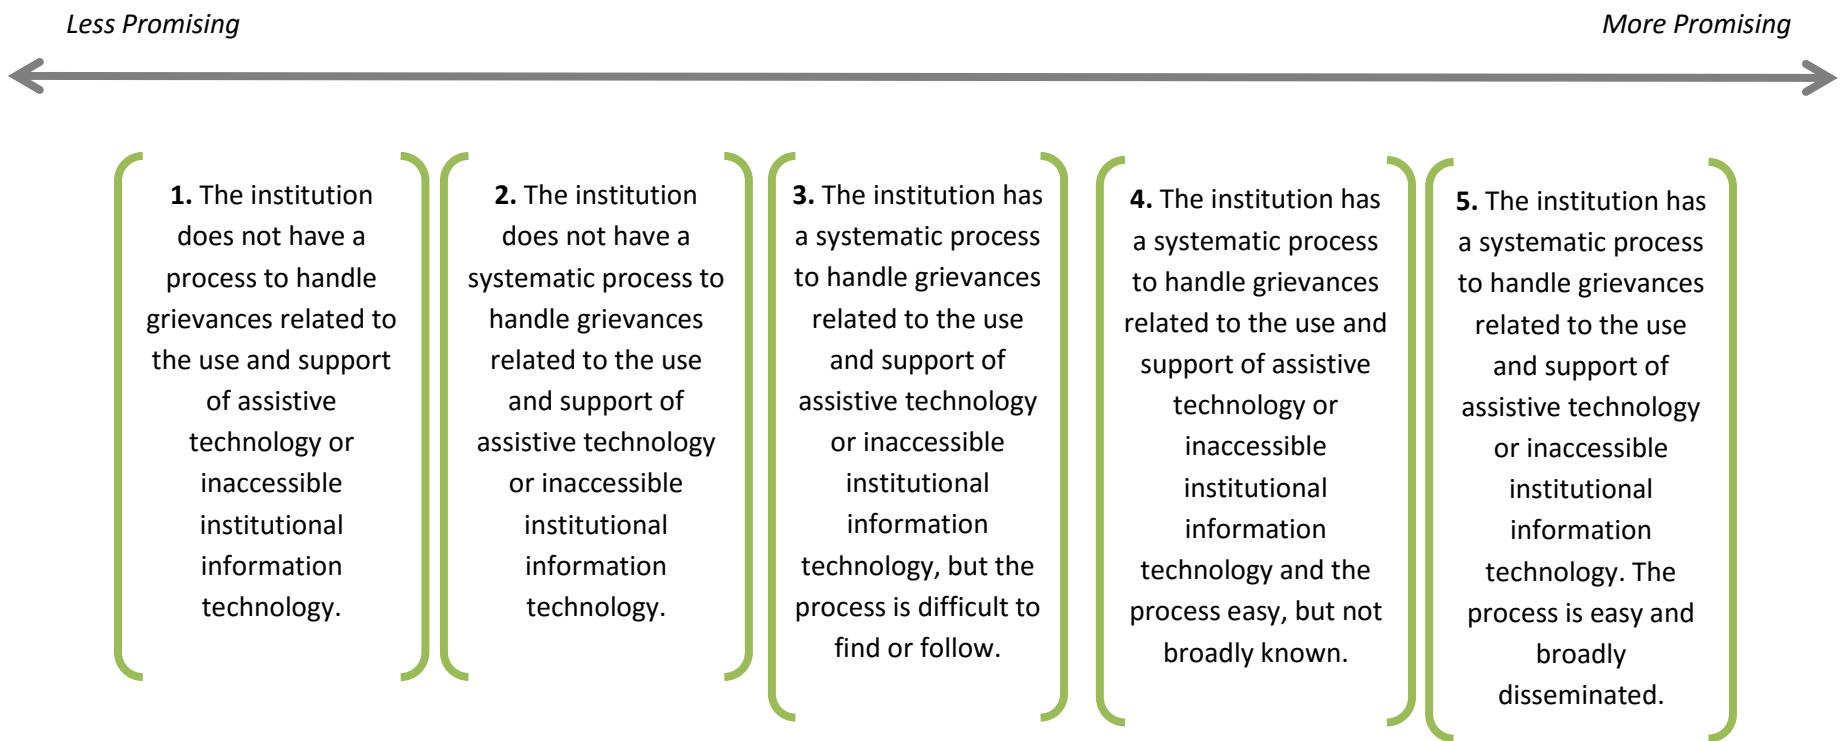 Less Promising
More Promising
1. The institution
does not have a
process to handle
grievances related to
the use and support
of assistive
technology or
inaccessible
institutional
information
technology.
2. The institution
does not have a
systematic process to
handle grievances
related to the use
and support of
assistive technology
or inaccessible
institutional
information
technology.
3. The institution has
a systematic process
to handle grievances
related to the use
and support of
assistive technology
or inaccessible
institutional
information
technology, but the
process is difficult to
find or follow.
4. The institution has
a systematic process
to handle grievances
related to the use and
support of assistive
technology or
inaccessible
institutional
information
technology and the
process easy, but not
broadly known.
5. The institution has
a systematic process
to handle grievances
related to the use
and support of
assistive technology
or inaccessible
institutional
information
technology. The
process is easy and
broadly
disseminated.